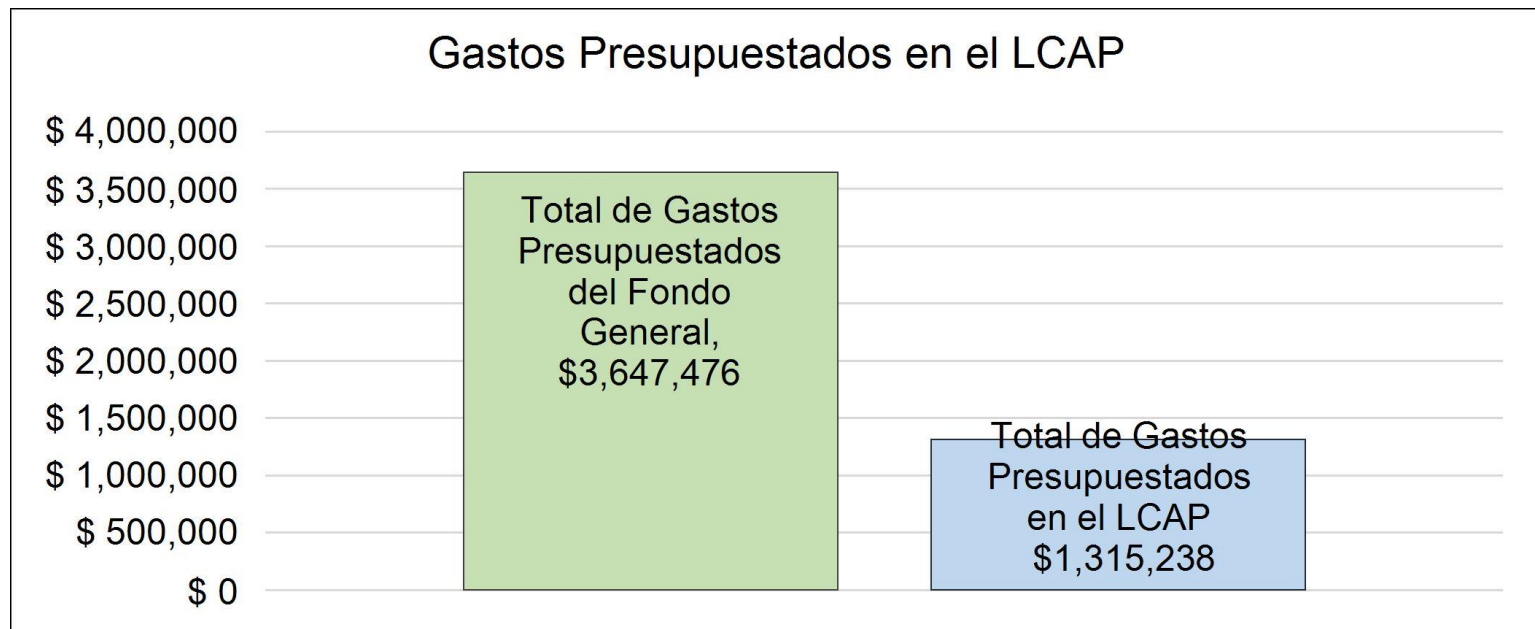 Gastos Presupuestados en el LCAP
$ 4,000,000
$ 3,500,000
$ 3,000,000
$ 2,500,000
$ 2,000,000
$ 1,500,000
$ 1,000,000
$ 500,000
$ 0
Total de Gastos
Presupuestados
del Fondo
General,
$3,647,476
Total de Gastos
Presupuestados
en el LCAP
$1,315,238